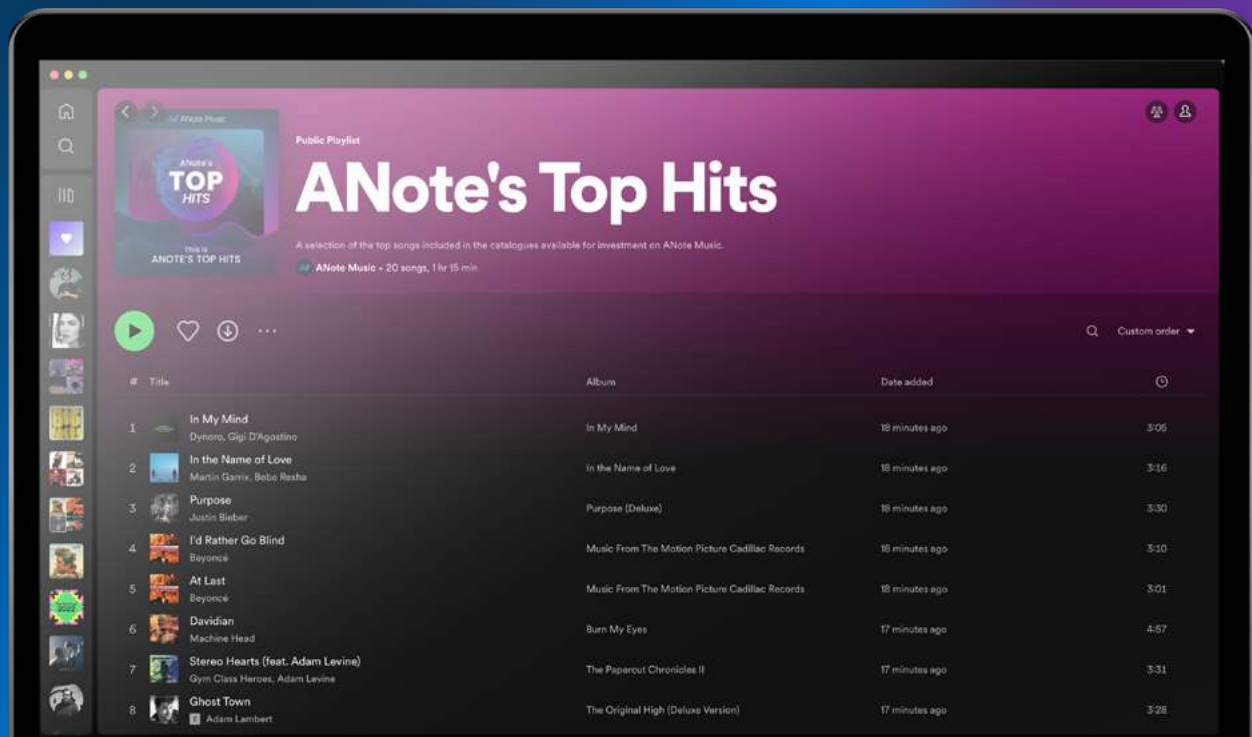 ANote Music
ANote's
TOP
HITS
This is
ANOTE'S TOP HITS
Public Playlist
ANote's Top Hits
A selection of the top songs included in the catalogues available for investment on ANote Music.
ANote Music • 20 songs, 1 hr 15 min
Custom order
# Title Album Date added
1 In My Mind In My Mind 18 minutes ago 3:05
Dynoro, Gigi D'Agostino
2 In the Name of Love In the Name of Love 18 minutes ago 3:16
Martin Garrix, Bebe Rexha
3 Purpose Purpose (Deluxe) 18 minutes ago 3:30
Justin Bieber
4 I'd Rather Go Blind Music From The Motion Picture Cadillac Records 18 minutes ago 3:10
Beyoncé
5 At Last Music From The Motion Picture Cadillac Records 18 minutes ago 3:01
Beyoncé
6 Davidian Burn My Eyes 17 minutes ago 4:57
Machine Head
7 Stereo Hearts (feat. Adam Levine) The Papercut Chronicles II 17 minutes ago 3:31
Gym Class Heroes, Adam Levine
8 Ghost Town The Original High (Deluxe Version) 17 minutes ago 3:28
E Adam Lambert